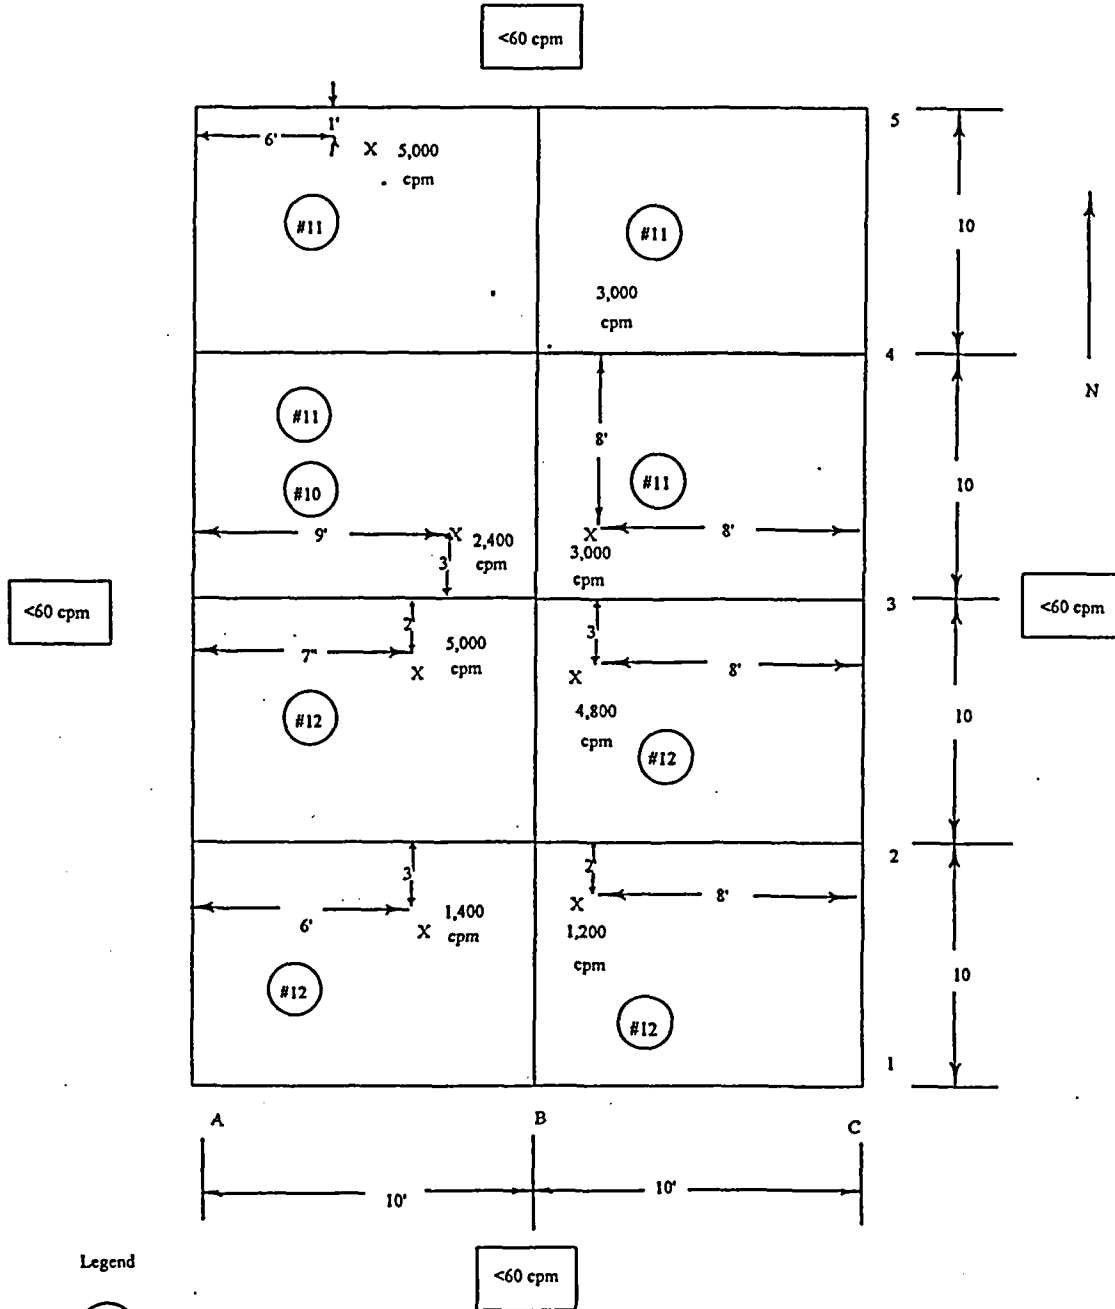 <60 cpm
5
1'
6'
X 5,000
cpm
#11
#11
10
3,000
cpm
4
N
#11
8'
#11
10
#10
9'
X 2,400
cpm
3
X
8'
3,000
cpm
<60 cpm
3
<60 cpm
2
7"
5,000
cpm
X
3
8'
X
4,800
cpm
10
#12
#12
2
3
6'
1,400
X cpm
2'
8'
X
1,200
cpm
10
#12
#12
1
A
B
C
10'
10'
Legend
<60 cpm